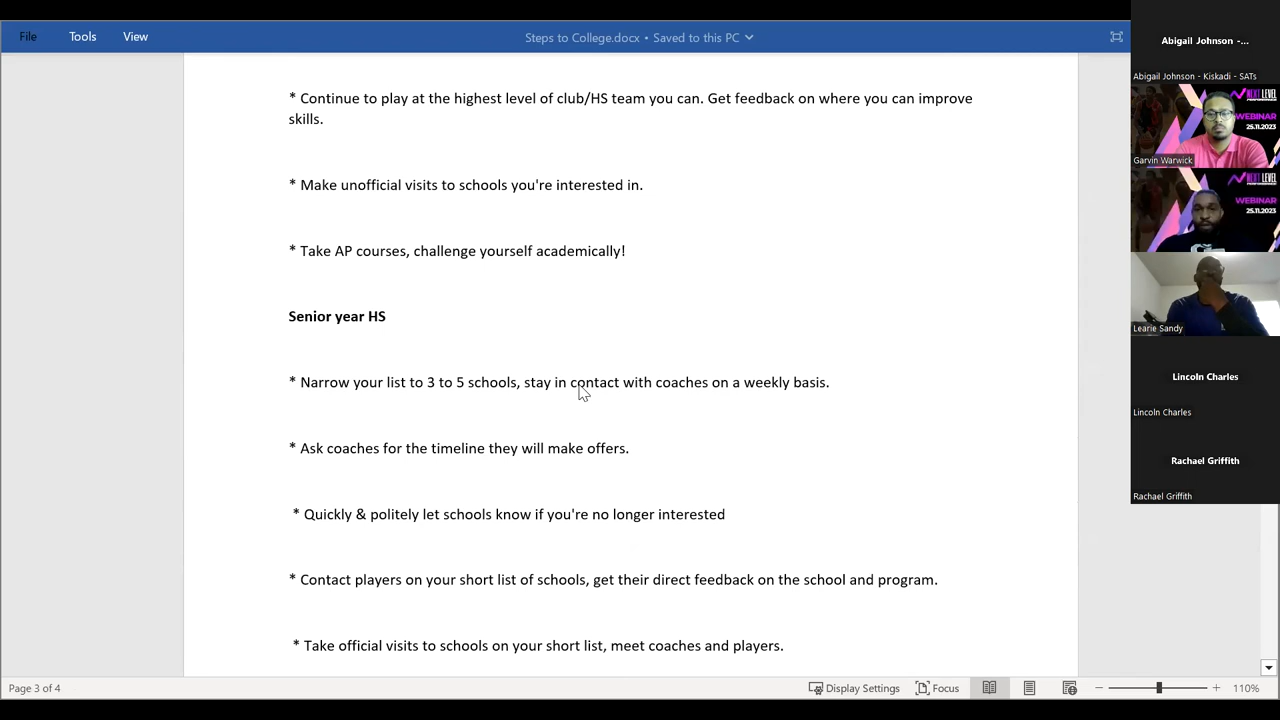 File
Tools
View
Steps to College.docx • Saved to this PC
* Continue to play at the highest level of club/HS team you can. Get feedback on where you can improve
skills.
* Make unofficial visits to schools you're interested in.
* Take AP courses, challenge yourself academically!
Senior year HS
* Narrow your list to 3 to 5 schools, stay in contact with coaches on a weekly basis.
* Ask coaches for the timeline they will make offers.
* Quickly & politely let schools know if you're no longer interested
* Contact players on your short list of schools, get their direct feedback on the school and program.
* Take official visits to schools on your short list, meet coaches and players.
Page 3 of 4
Display Settings
Focus
110%
Abigail Johnson -...
Abigail Johnson - Kiskadi - SATs
NEXT LEVEL
WEBINAR
25.11.2023
Garvin Warwick
NEXT LEVEL
WEBINAR
25.11.2023
Learie Sandy
Lincoln Charles
Lincoln Charles
Rachael Griffith
Rachael Griffith